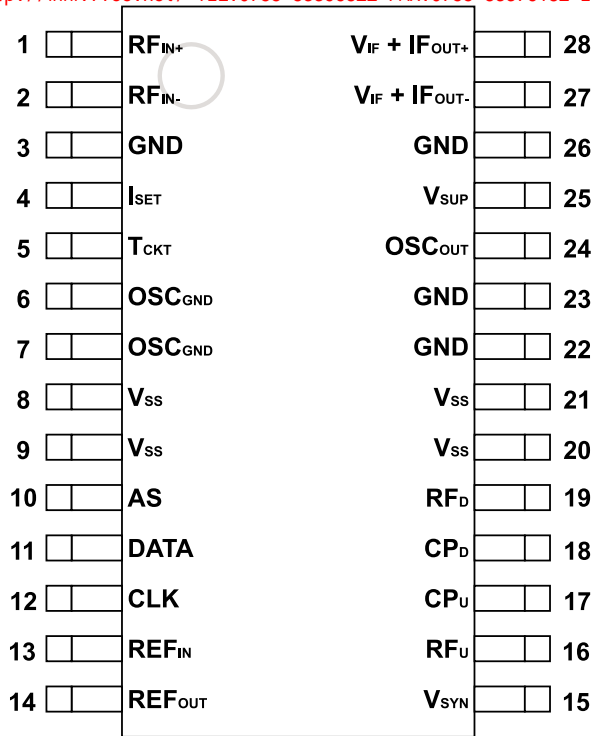 1 RFIN+ VIF + IFOUT+ 28
2 RFIN- VIF + IFOUT- 27
3 GND GND 26
4 ISET VSUP 25
5 TCKT OSCOUT 24
6 OSCGND GND 23
7 OSCGND GND 22
8 VSS VSS 21
9 VSS VSS 20
10 AS RFD 19
11 DATA CPD 18
12 CLK CPU 17
13 REFIN RFU 16
14 REFOUT VSYN 15